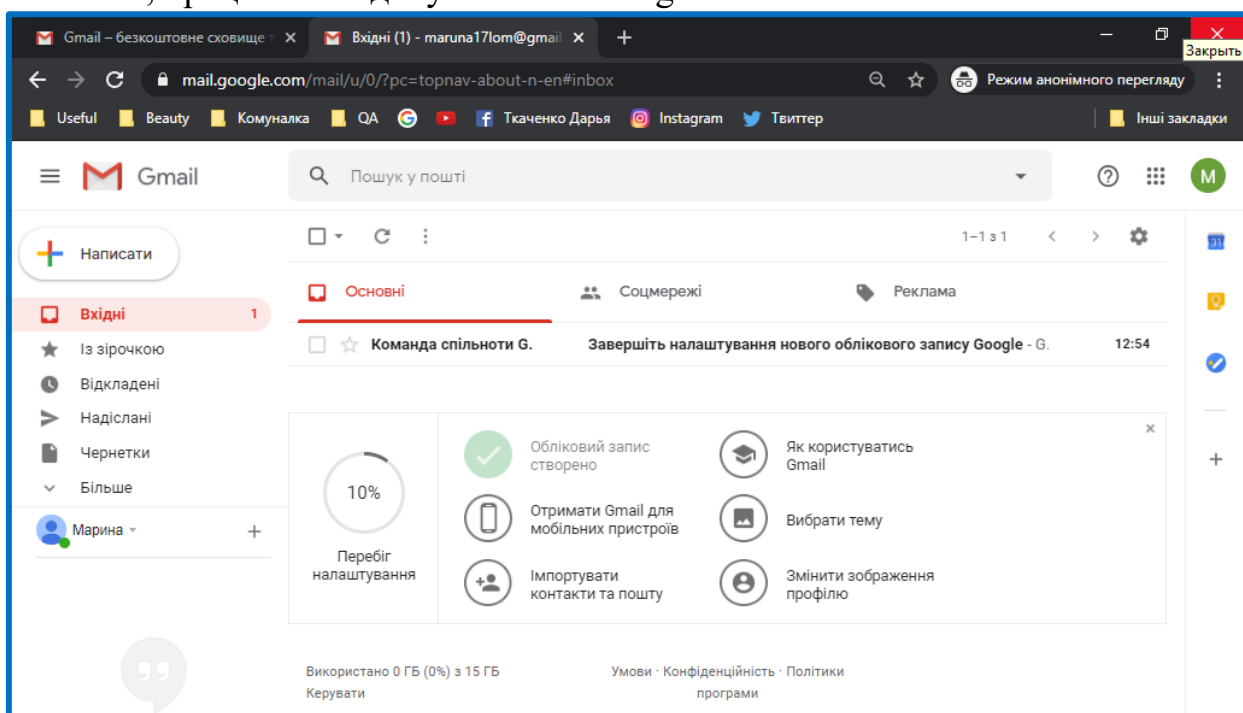 Gmail – безкоштовне сховище т
Вхідні (1) - maruna17lom@gmail
Закрыть
mail.google.com/mail/u/0/?pc=topnav-about-n-en#inbox
Режим анонімного перегляду
Useful Beauty Комуналка QA Ткаченко Дарья Instagram Твиттер Інші закладки
Gmail
Пошук у пошті
M
Написати
1–1 з 1
31
Основні Соцмережі Реклама
Вхідні 1
Команда спільноти G. Завершіть налаштування нового облікового запису Google - G. 12:54
Із зірочкою
Відкладені
Надіслані
Чернетки
Більше
Марина
10%
Перебіг
налаштування
Обліковий запис
створено
Як користуватись
Gmail
Отримати Gmail для
мобільних пристроїв
Вибрати тему
Імпортувати
контакти та пошту
Змінити зображення
профілю
Використано 0 ГБ (0%) з 15 ГБ
Керувати
Умови · Конфіденційність · Політики
програми